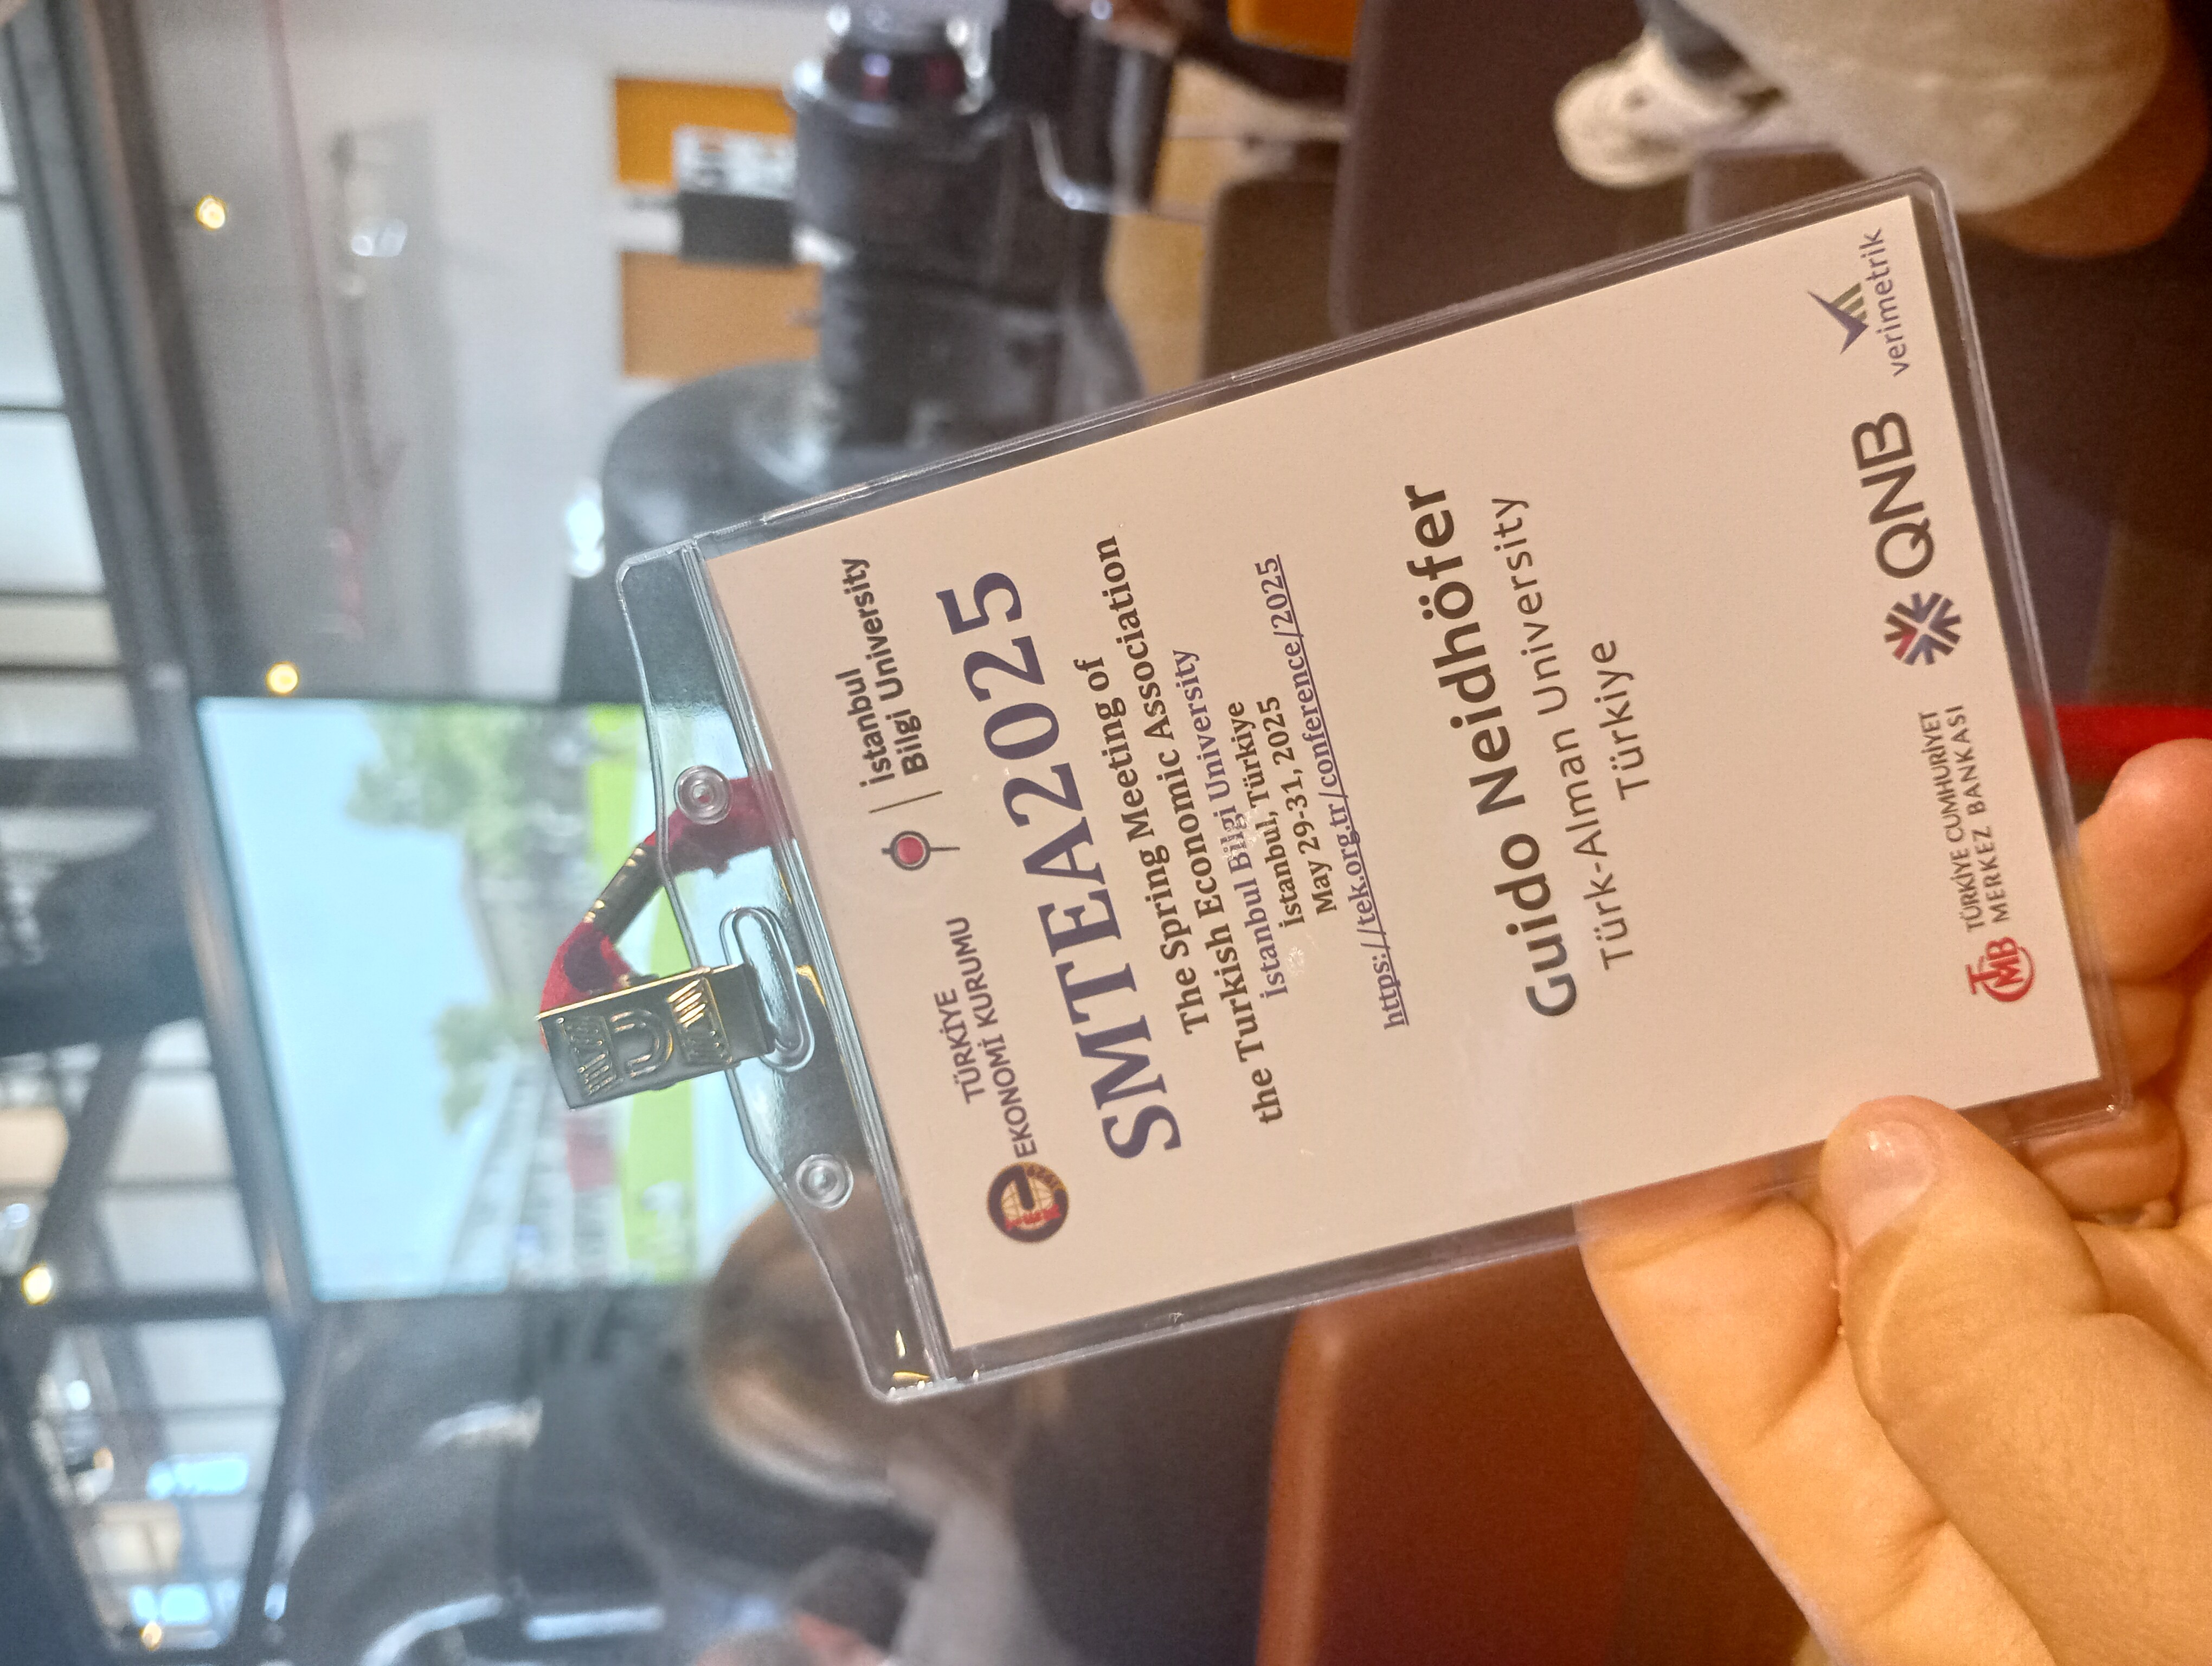 TÜRKİYE
EKONOMİ KURUMU
İstanbul
Bilgi University
SMTEA2025
The Spring Meeting of
the Turkish Economic Association
İstanbul Bilgi University
İstanbul, Türkiye
May 29-31, 2025
https://tek.org.tr/conference/2025
Guido Neidhöfer
Türk-Alman University
Türkiye
TCMB
TÜRKİYE CUMHURİYET
MERKEZ BANKASI
QNB
verimetrik